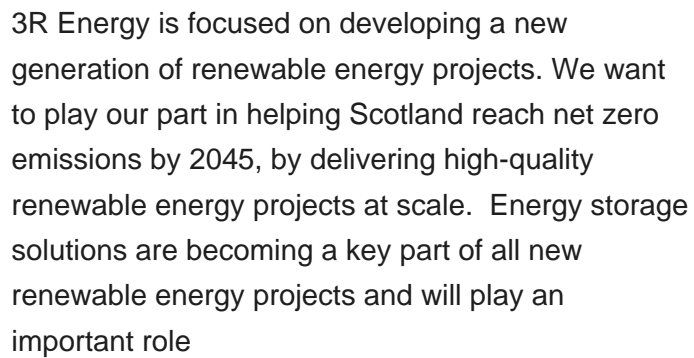 3R Energy is focused on developing a new
generation of renewable energy projects. We want
to play our part in helping Scotland reach net zero
emissions by 2045, by delivering high-quality
renewable energy projects at scale.  Energy storage
solutions are becoming a key part of all new
renewable energy projects and will play an
important role